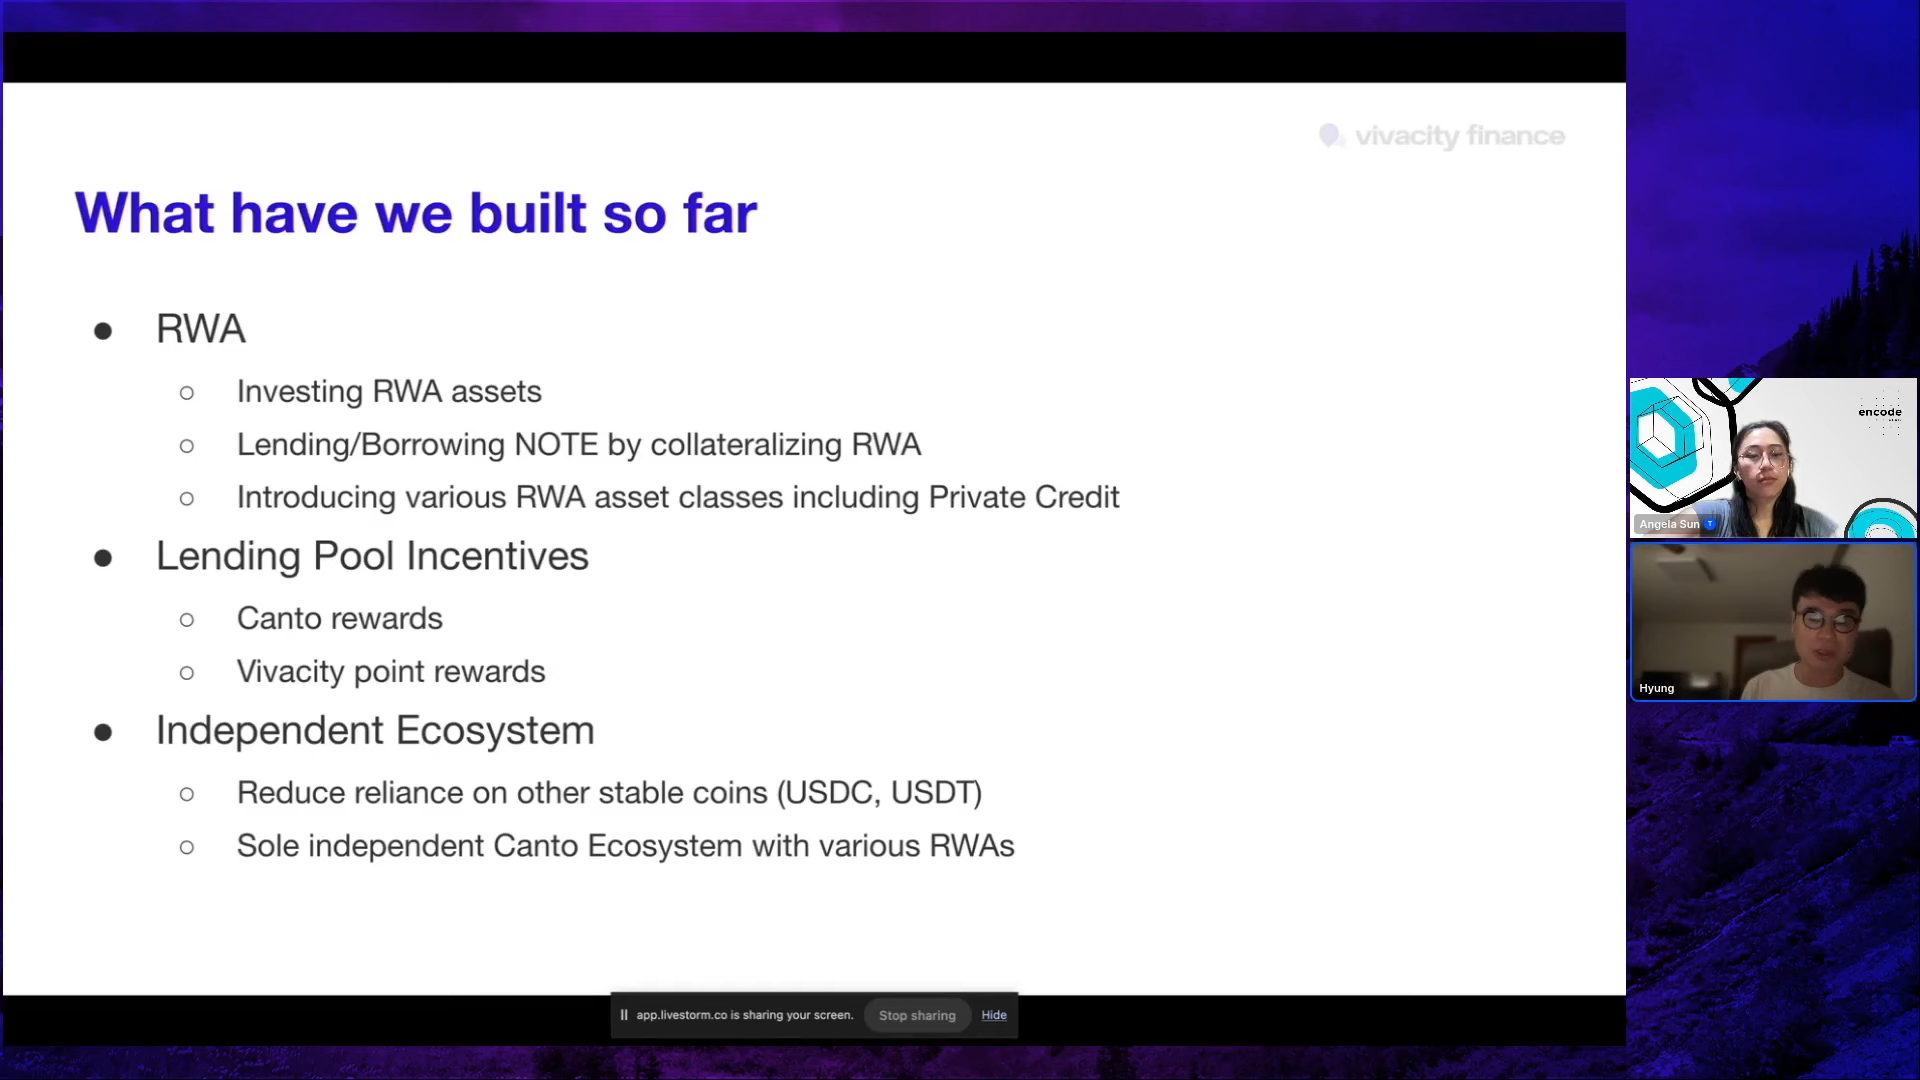 vivacity finance
What have we built so far
● RWA
○ Investing RWA assets
○ Lending/Borrowing NOTE by collateralizing RWA
○ Introducing various RWA asset classes including Private Credit
● Lending Pool Incentives
○ Canto rewards
○ Vivacity point rewards
● Independent Ecosystem
○ Reduce reliance on other stable coins (USDC, USDT)
○ Sole independent Canto Ecosystem with various RWAs
app.livestorm.co is sharing your screen. Stop sharing Hide
encode
Angela Sun T
Hyung